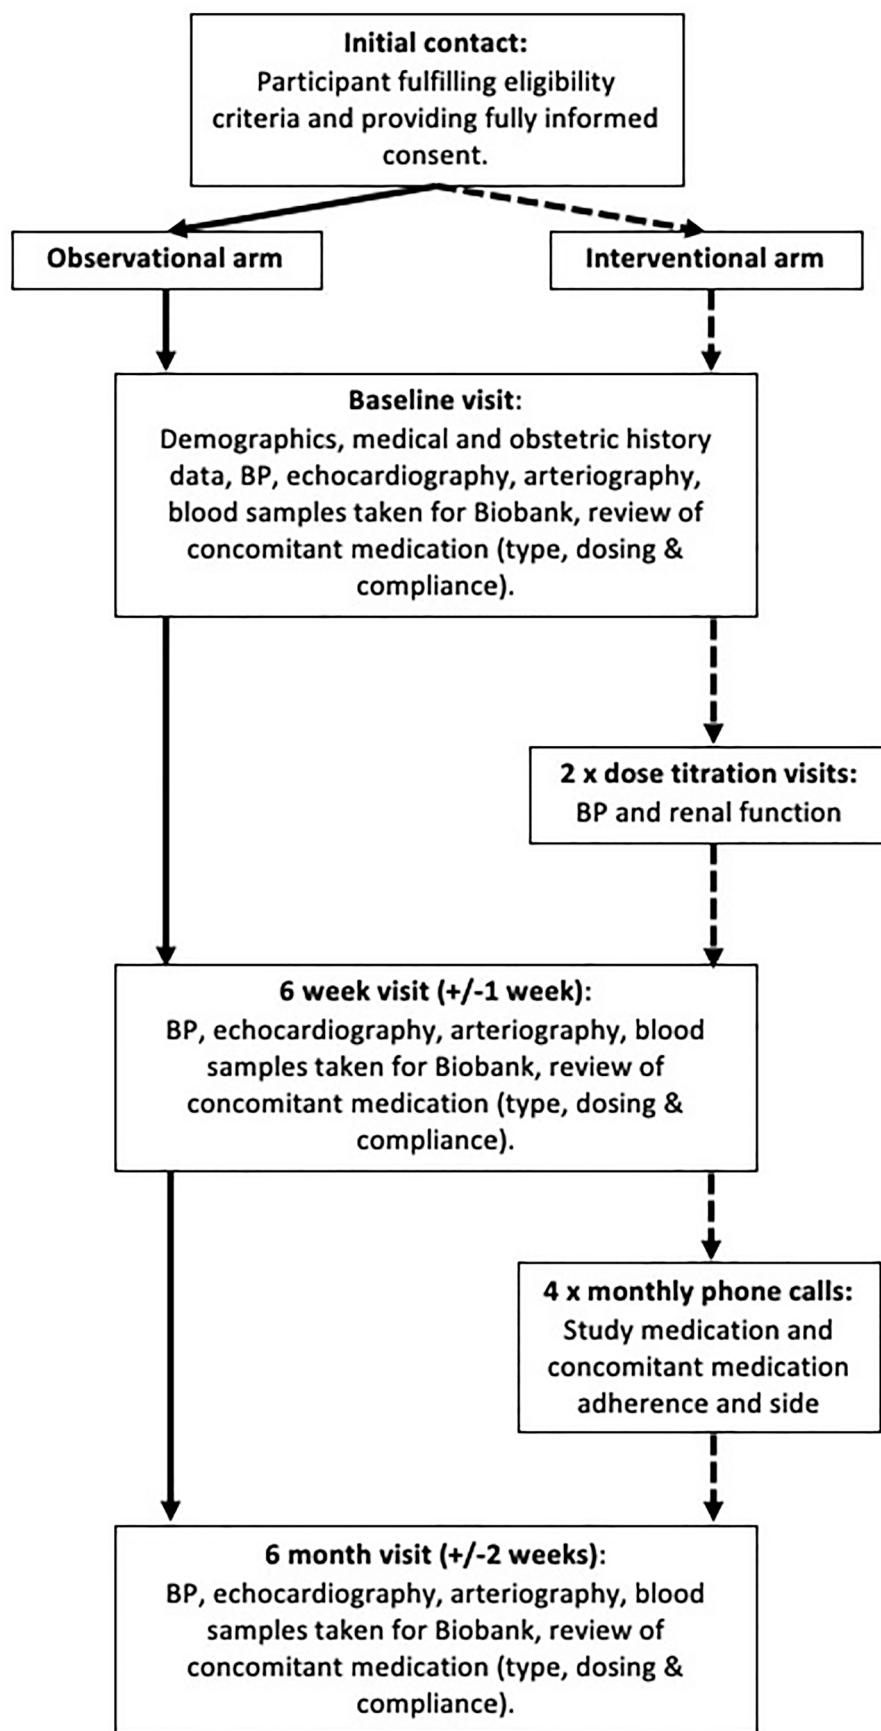 Initial contact:
Participant fulfilling eligibility
criteria and providing fully informed
consent.
Observational arm
Interventional arm
Baseline visit:
Demographics, medical and obstetric history
data, BP, echocardiography, arteriography,
blood samples taken for Biobank, review of
concomitant medication (type, dosing &
compliance).
2 x dose titration visits:
BP and renal function
6 week visit (+/-1 week):
BP, echocardiography, arteriography, blood
samples taken for Biobank, review of
concomitant medication (type, dosing &
compliance).
4 x monthly phone calls:
Study medication and
concomitant medication
adherence and side
6 month visit (+/-2 weeks):
BP, echocardiography, arteriography, blood
samples taken for Biobank, review of
concomitant medication (type, dosing &
compliance).